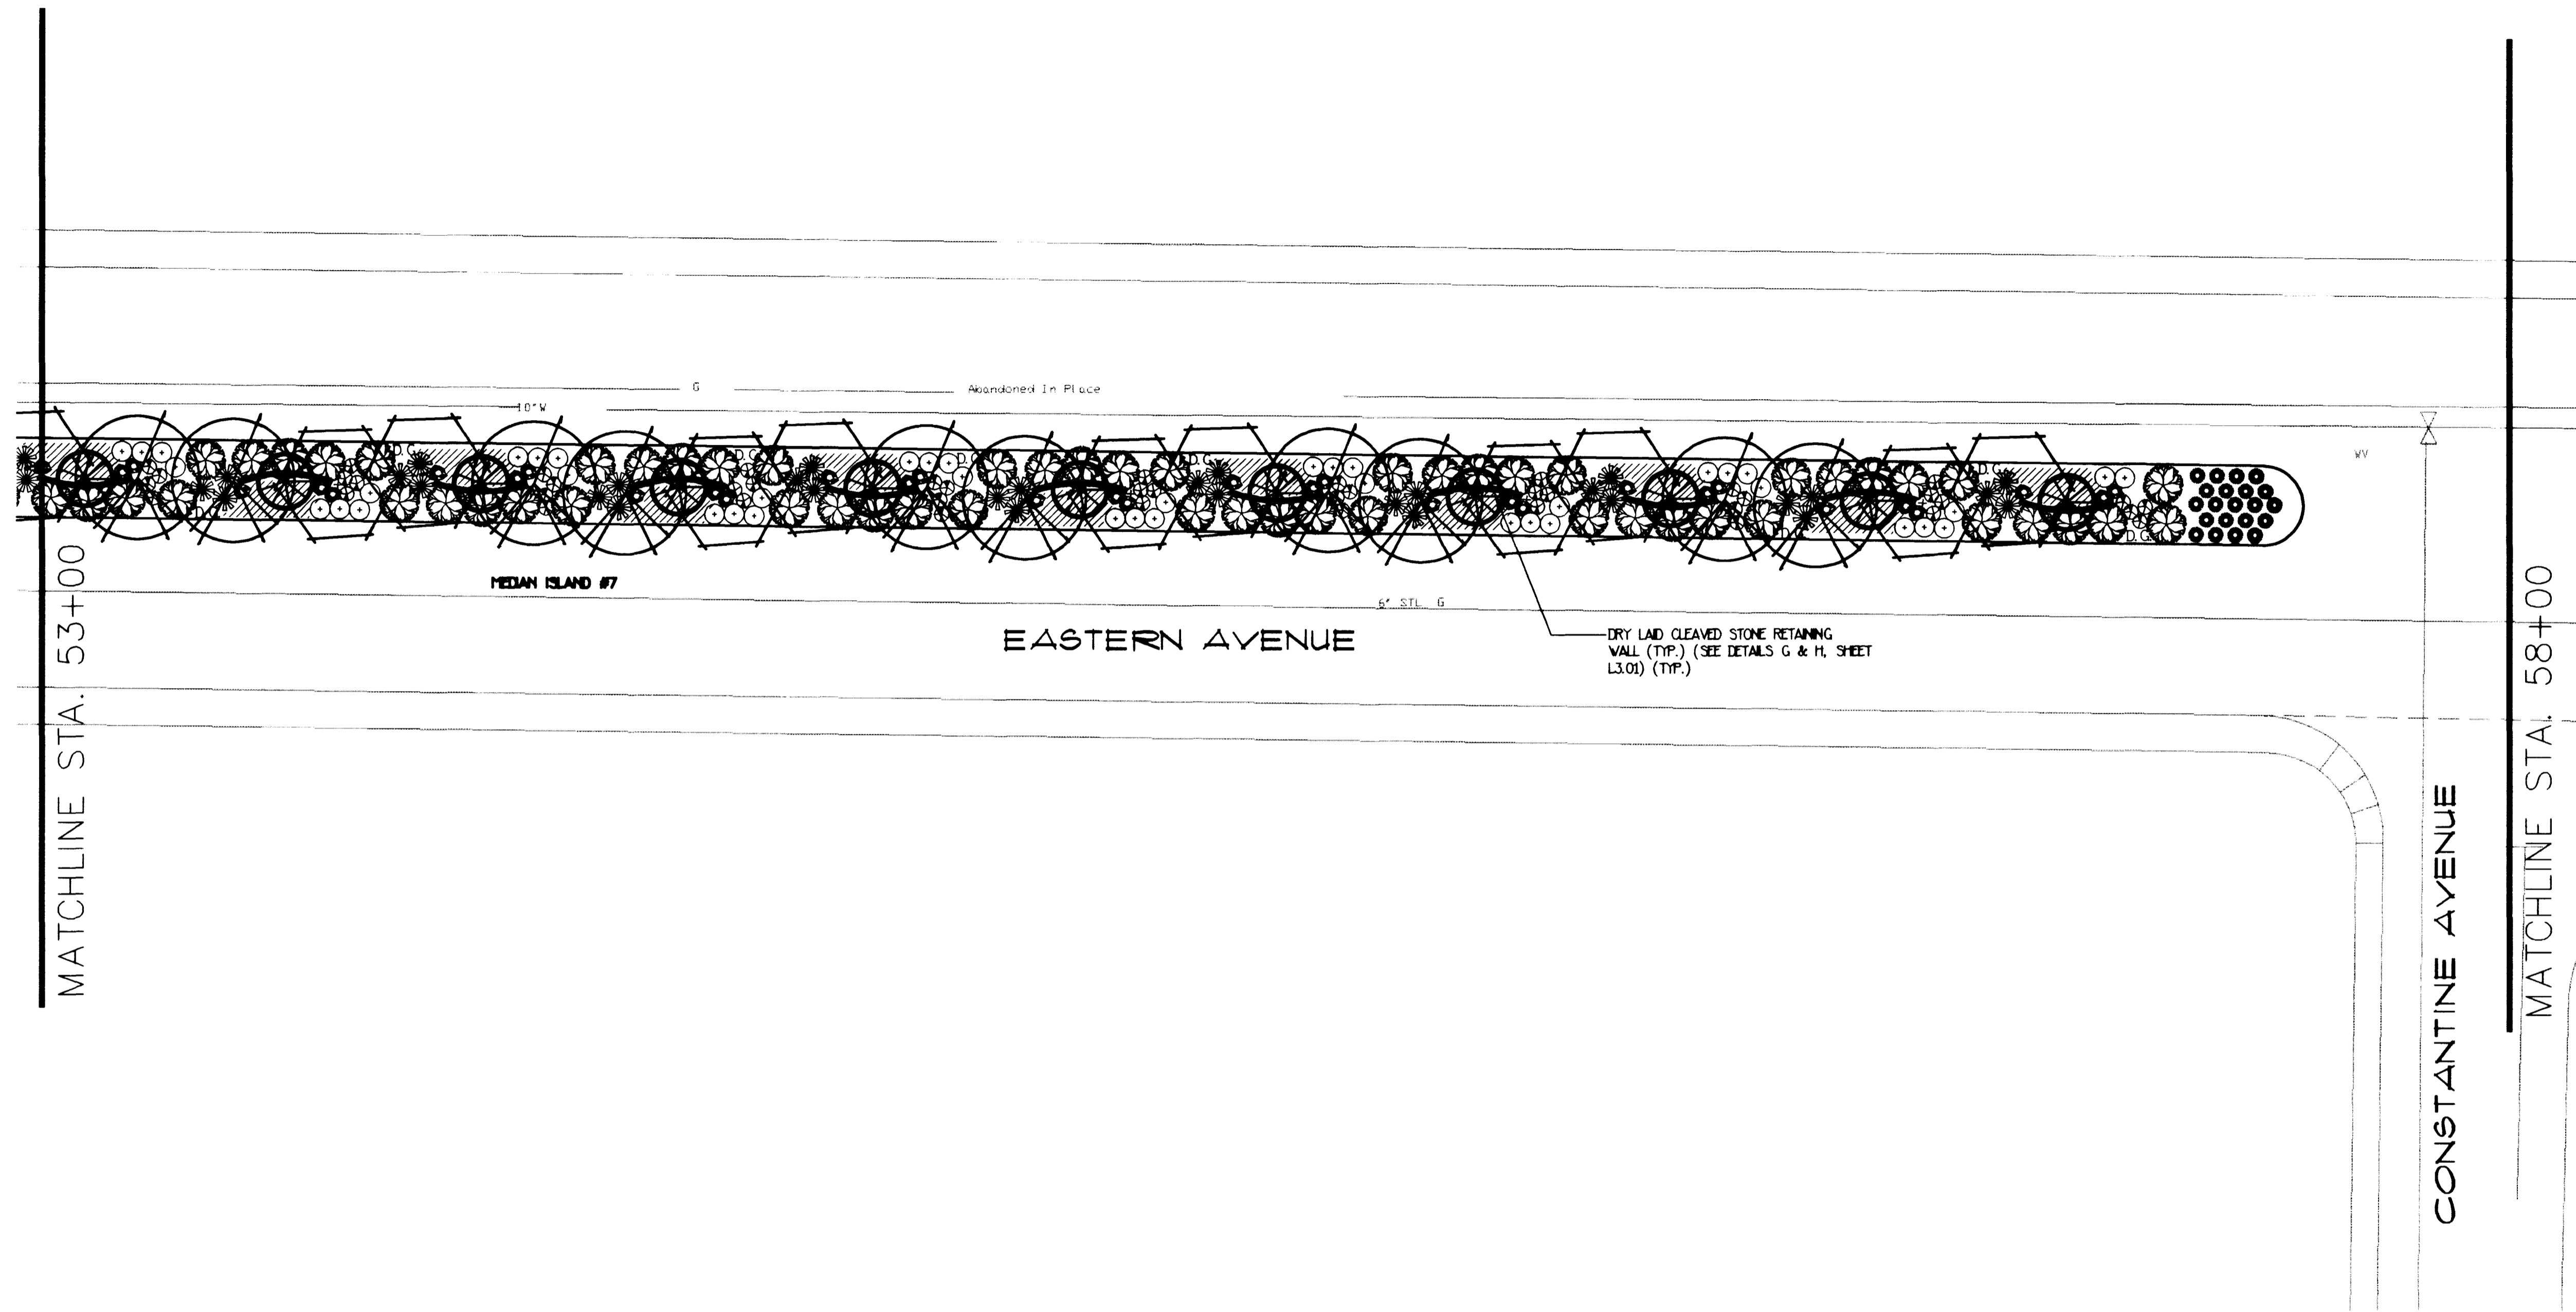 G
Abandoned In Place
10"W
D.G.
D.G.
D.G.
D.G.
D.G.
WV
D.G.
D.G.
MEDIAN ISLAND #7
6" STL G
EASTERN AVENUE
DRY LAID CLEAVED STONE RETAINING
WALL (TYP.) (SEE DETAILS G & H, SHEET
L3.01) (TYP.)
MATCHLINE STA. 53+00
CONSTANTINE AVENUE
MATCHLINE STA. 58+00